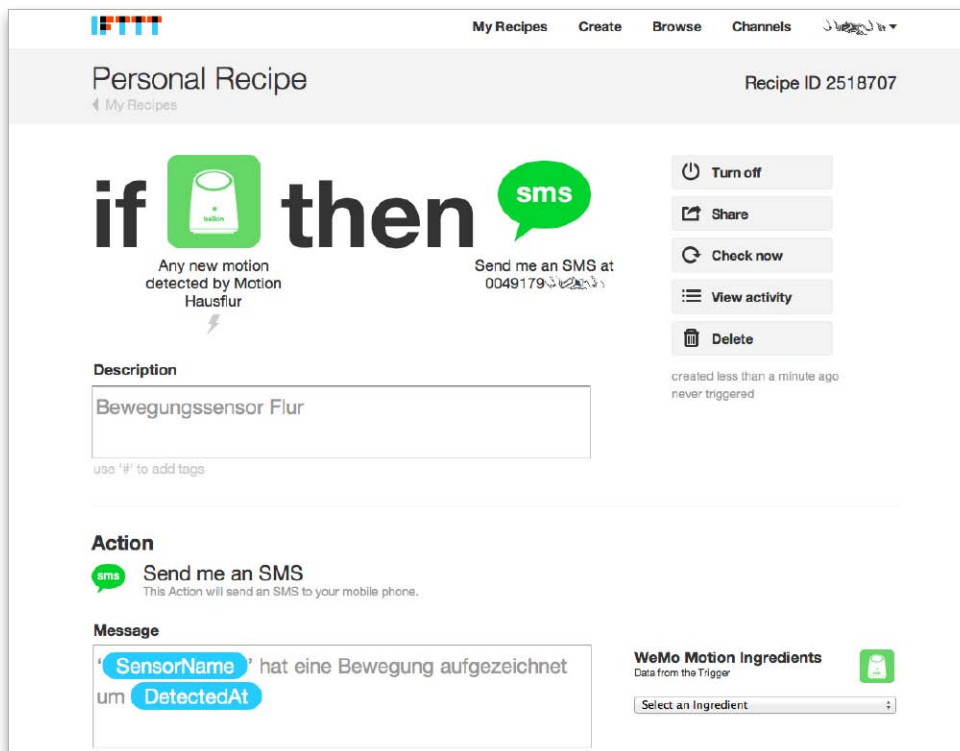 IFTTT
My Recipes Create Browse Channels
Personal Recipe
Recipe ID 2518707
My Recipes
if belkin then sms
Any new motion
detected by Motion
Hausflur
Send me an SMS at
0049179
Turn off
Share
Check now
View activity
Delete
created less than a minute ago
never triggered
Description
Bewegungssensor Flur
use '#' to add tags
Action
sms
Send me an SMS
This Action will send an SMS to your mobile phone.
Message
'SensorName' hat eine Bewegung aufgezeichnet
um DetectedAt
WeMo Motion Ingredients
Data from the Trigger
Select an Ingredient